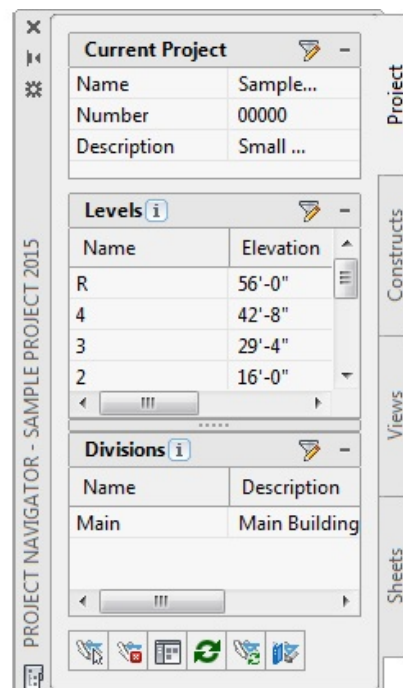 Current Project
Name Sample...
Number 00000
Description Small ...
Levels
Name Elevation
R 56'-0"
4 42'-8"
3 29'-4"
2 16'-0"
Divisions
Name Description
Main Main Building
PROJECT NAVIGATOR - SAMPLE PROJECT 2015
Project
Constructs
Views
Sheets